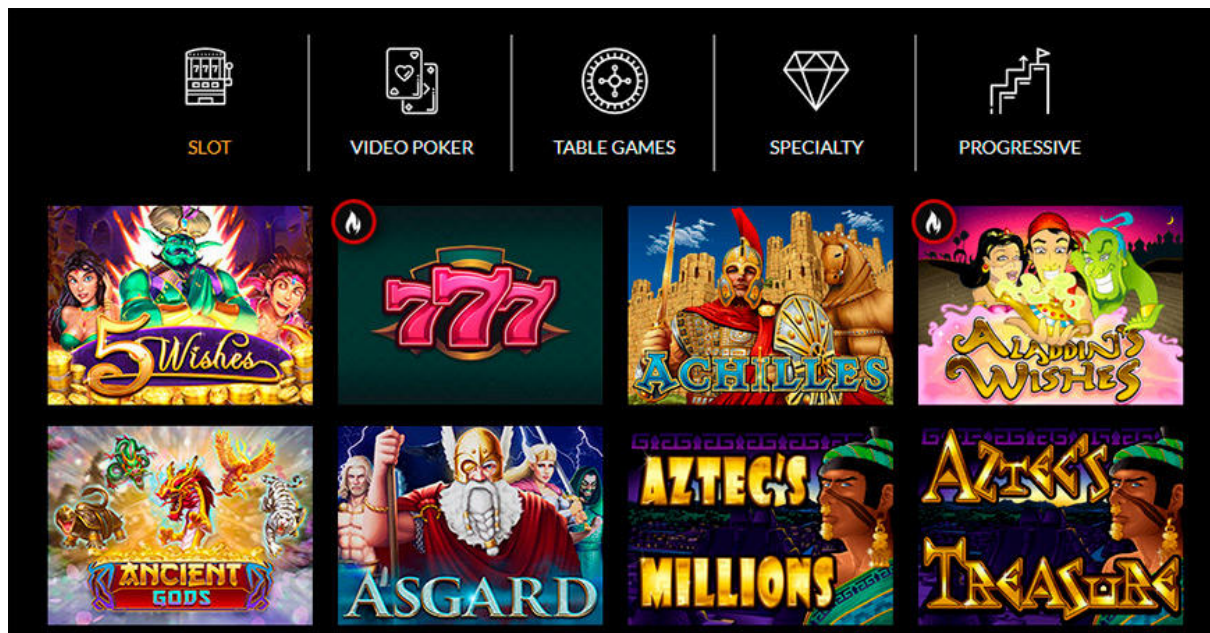 777
SLOT
VIDEO POKER
TABLE GAMES
SPECIALTY
PROGRESSIVE
5 Wishes
777
ACHILLES
ALADDIN'S
WISHES
ANCIENT
GODS
ASGARD
AZTEC'S
MILLIONS
AZTEC'S
TREASURE